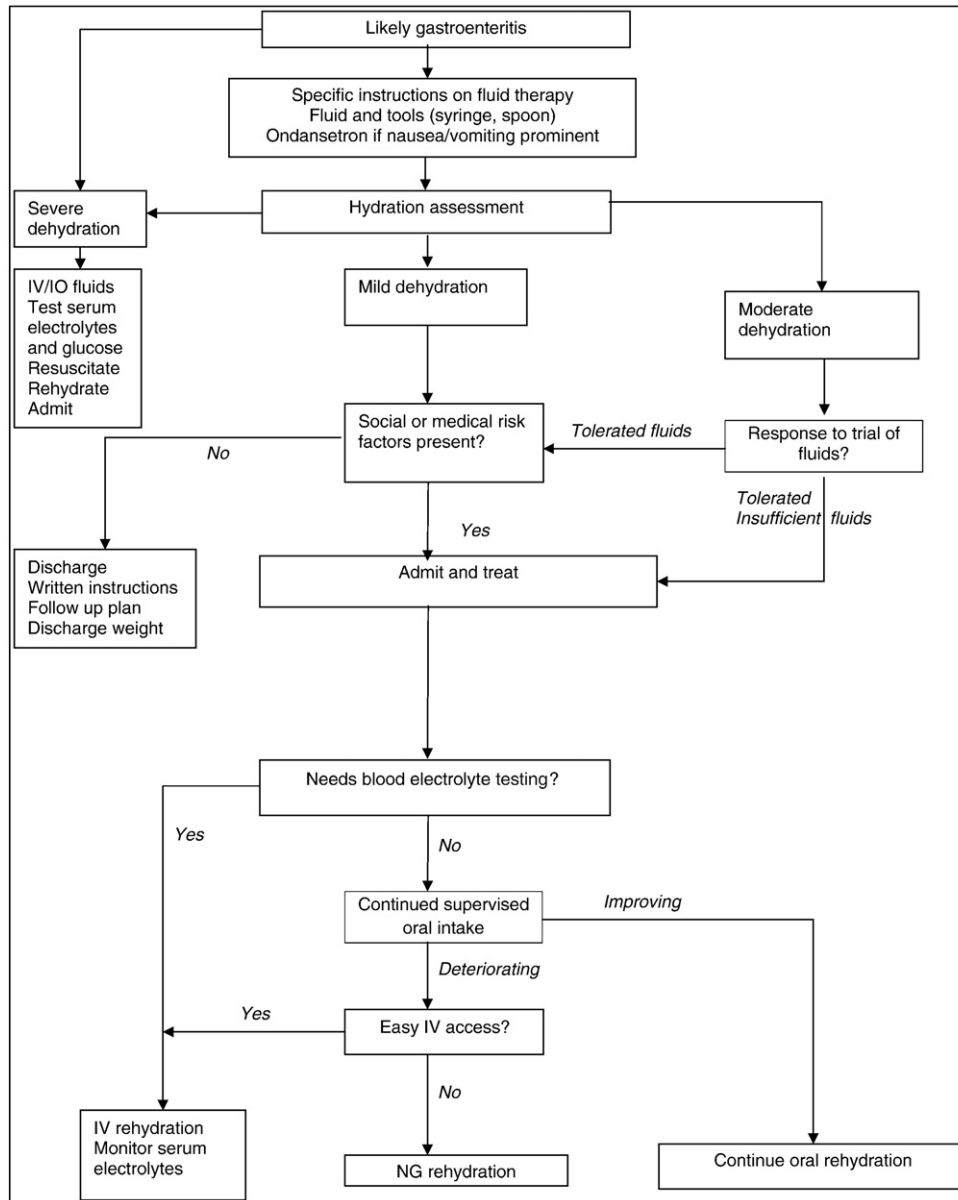 Likely gastroenteritis
Specific instructions on fluid therapy
Fluid and tools (syringe, spoon)
Ondansetron if nausea/vomiting prominent
Severe
dehydration
Hydration assessment
IV/IO fluids
Test serum
electrolytes
and glucose
Resuscitate
Rehydrate
Admit
Mild dehydration
Moderate
dehydration
Social or medical risk
factors present?
Tolerated fluids
Response to trial of
fluids?
No
Tolerated
Insufficient fluids
Yes
Discharge
Written instructions
Follow up plan
Discharge weight
Admit and treat
Needs blood electrolyte testing?
Yes
No
Continued supervised
oral intake
Improving
Deteriorating
Yes
Easy IV access?
No
IV rehydration
Monitor serum
electrolytes
NG rehydration
Continue oral rehydration